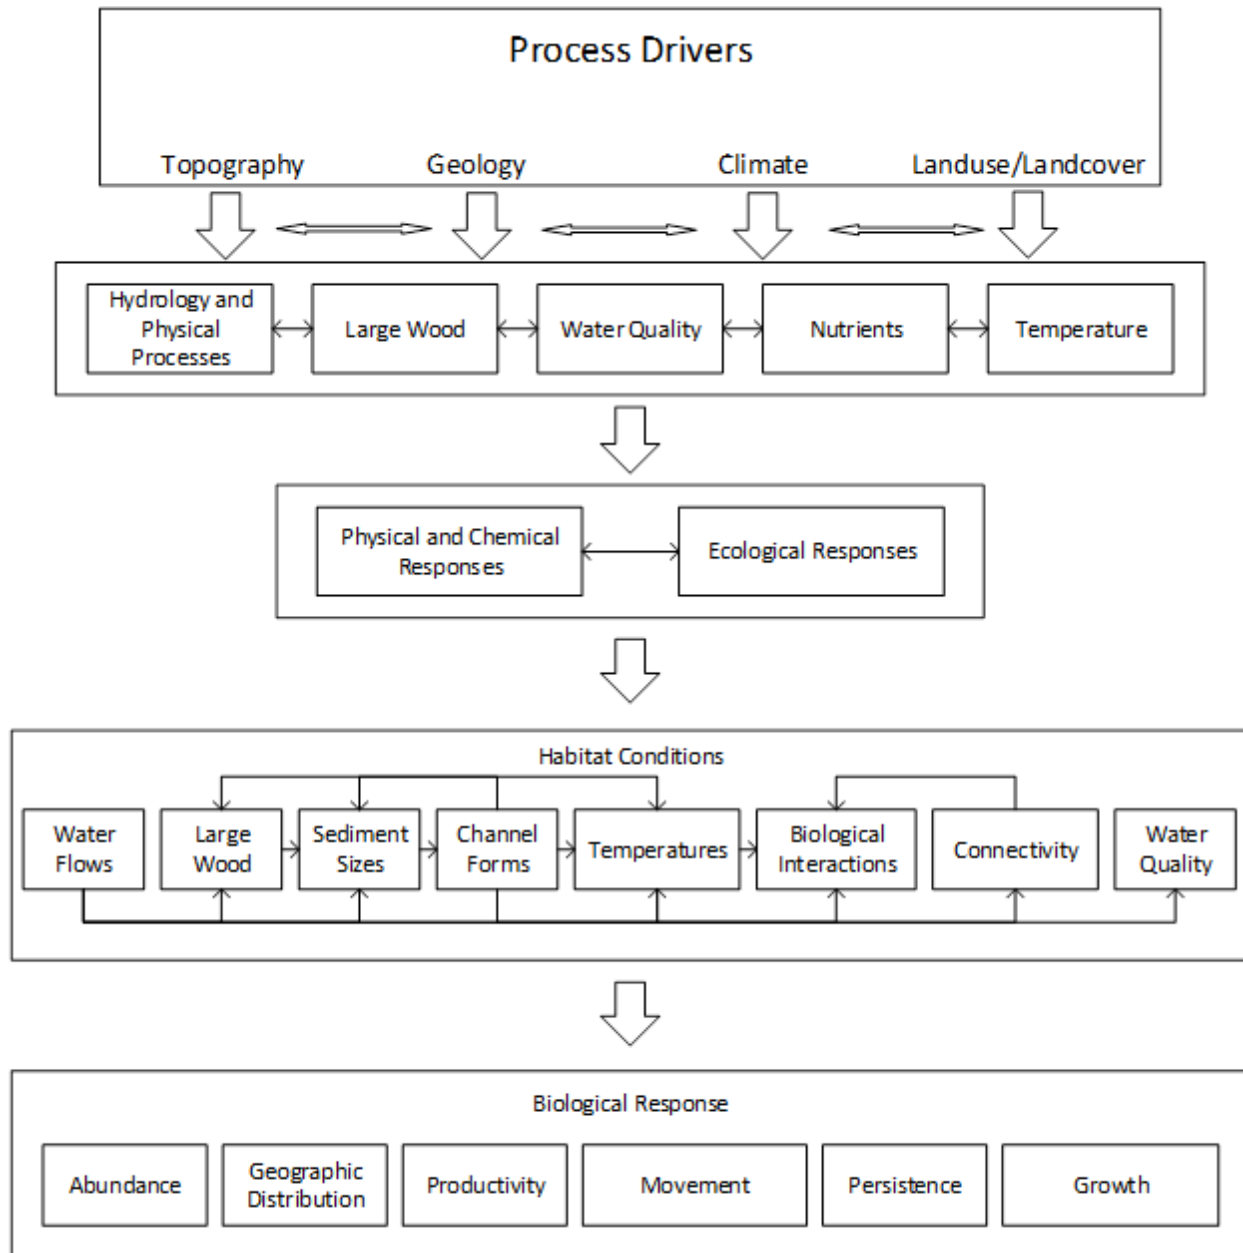 Process Drivers
Topography
Geology
Climate
Landuse/Landcover
Hydrology and
Physical
Processes
Large Wood
Water Quality
Nutrients
Temperature
Physical and Chemical
Responses
Ecological Responses
Habitat Conditions
Water
Flows
Large
Wood
Sediment
Sizes
Channel
Forms
Temperatures
Biological
Interactions
Connectivity
Water
Quality
Biological Response
Abundance
Geographic
Distribution
Productivity
Movement
Persistence
Growth